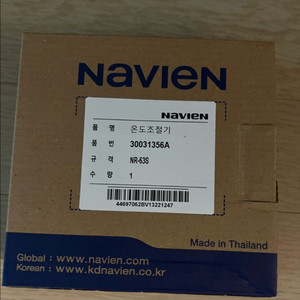 NAVIEN
NAVIEN
품 명 온도조절기
품 번 30031356A
규 격 NR-63S
수 량 1
44697062BV13221247
Made in Thailand
Global : www.navien.com
Korean : www.kdnavien.co.kr